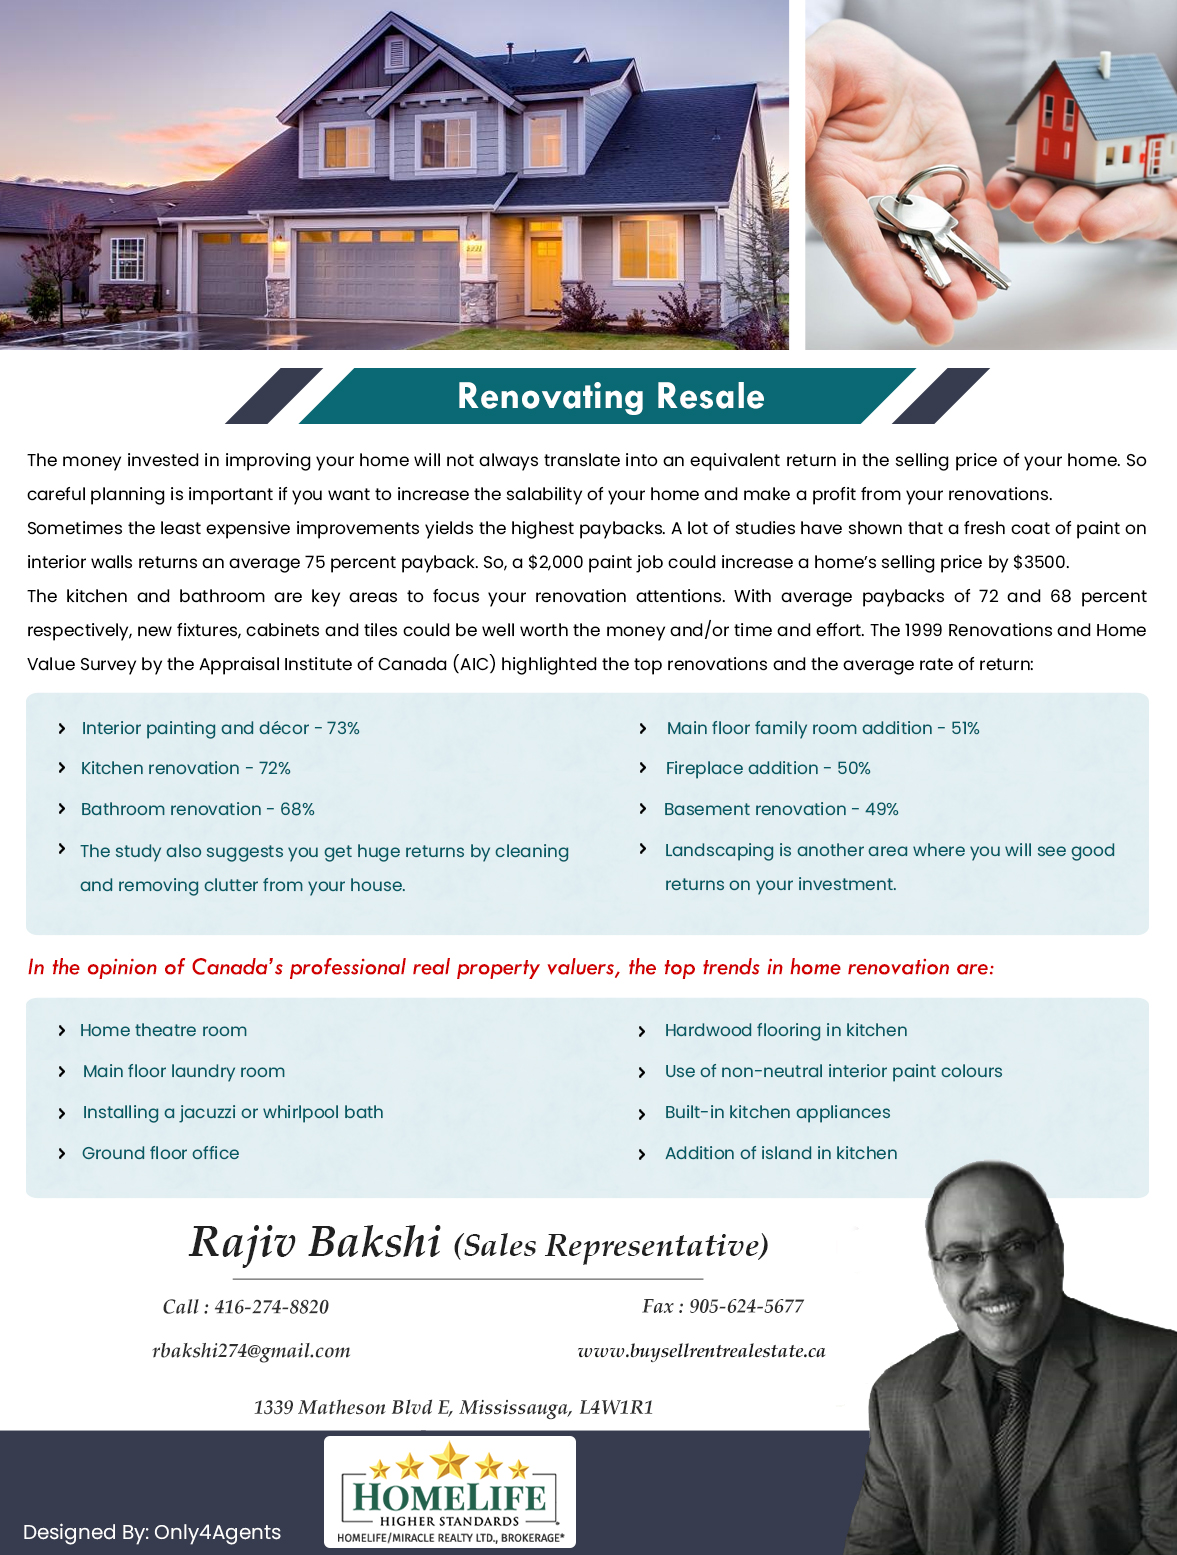 Renovating Resale
The money invested in improving your home will not always translate into an equivalent return in the selling price of your home. So
careful planning is important if you want to increase the salability of your home and make a profit from your renovations.
Sometimes the least expensive improvements yields the highest paybacks. A lot of studies have shown that a fresh coat of paint on
interior walls returns an average 75 percent payback. So, a $2,000 paint job could increase a home’s selling price by $3500.
The kitchen and bathroom are key areas to focus your renovation attentions. With average paybacks of 72 and 68 percent
respectively, new fixtures, cabinets and tiles could be well worth the money and/or time and effort. The 1999 Renovations and Home
Value Survey by the Appraisal Institute of Canada (AIC) highlighted the top renovations and the average rate of return:
Interior painting and décor - 73%
Kitchen renovation - 72%
Bathroom renovation - 68%
The study also suggests you get huge returns by cleaning
and removing clutter from your house.
Main floor family room addition - 51%
Fireplace addition - 50%
Basement renovation - 49%
Landscaping is another area where you will see good
returns on your investment.
In the opinion of Canada’s professional real property valuers, the top trends in home renovation are:
Home theatre room
Main floor laundry room
Installing a jacuzzi or whirlpool bath
Ground floor office
Hardwood flooring in kitchen
Use of non-neutral interior paint colours
Built-in kitchen appliances
Addition of island in kitchen
Rajiv Bakshi (Sales Representative)
Call : 416-274-8820
Fax : 905-624-5677
rbakshi274@gmail.com
www.buysellrentrealestate.ca
1339 Matheson Blvd E, Mississauga, L4W1R1
HOMELIFE
HIGHER STANDARDS
HOMELIFE/MIRACLE REALTY LTD., BROKERAGE*
Designed By: Only4Agents